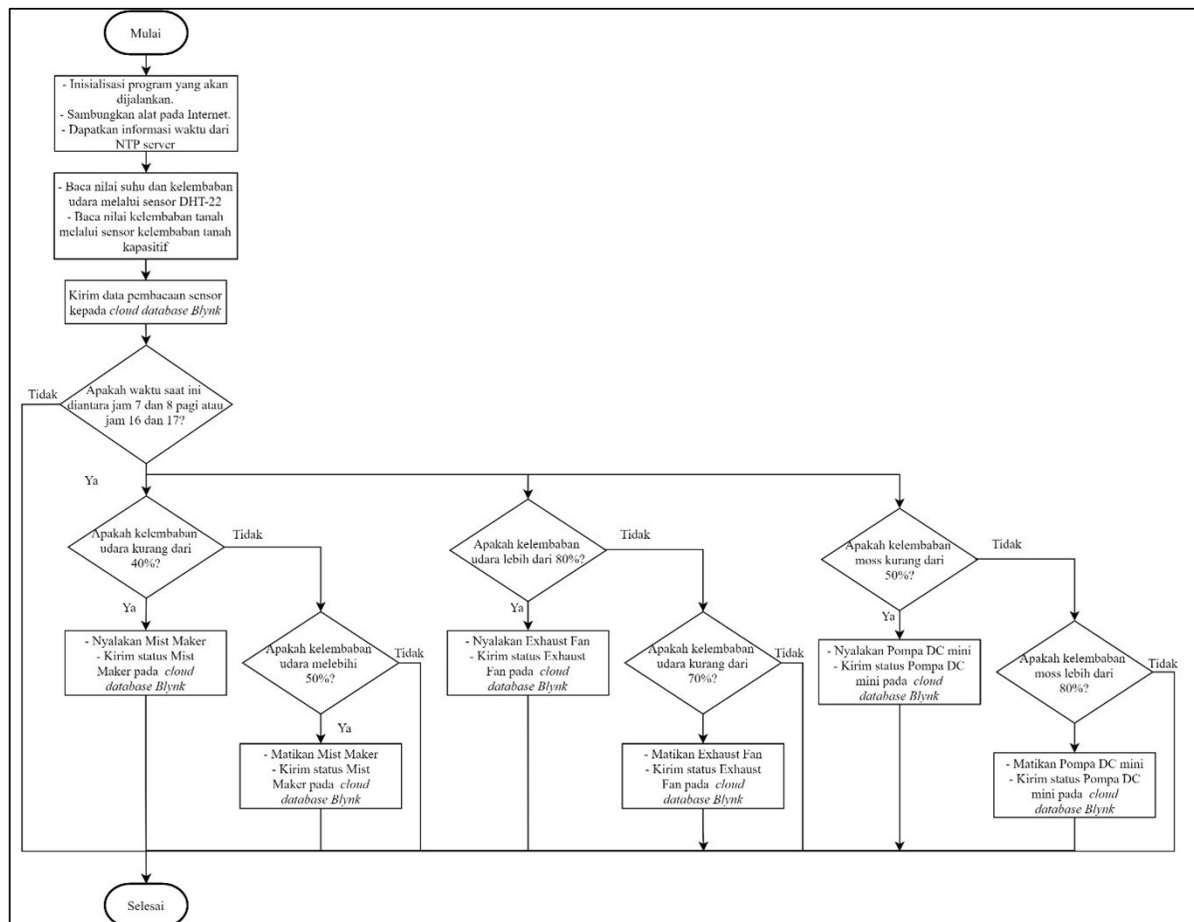 Mulai
- Inisialisasi program yang akan
dijalankan.
- Sambungkan alat pada Internet.
- Dapatkan informasi waktu dari
NTP server
- Baca nilai suhu dan kelembaban
udara melalui sensor DHT-22
- Baca nilai kelembaban tanah
melalui sensor kelembaban tanah
kapasitif
Kirim data pembacaan sensor
kepada cloud database Blynk
Tidak
Apakah waktu saat ini
diantara jam 7 dan 8 pagi atau
jam 16 dan 17?
Ya
Apakah kelembaban
udara kurang dari
40%?
Tidak
Ya
- Nyalakan Mist Maker
- Kirim status Mist
Maker pada cloud
database Blynk
Apakah kelembaban
udara melebihi
50%?
Tidak
Ya
- Matikan Mist Maker
- Kirim status Mist
Maker pada cloud
database Blynk
Apakah kelembaban
udara lebih dari 80%?
Tidak
Ya
- Nyalakan Exhaust Fan
- Kirim status Exhaust
Fan pada cloud
database Blynk
Apakah kelembaban
udara kurang dari
70%?
Tidak
Ya
- Matikan Exhaust Fan
- Kirim status Exhaust
Fan pada cloud
database Blynk
Apakah kelembaban
moss kurang dari
50%?
Tidak
Ya
- Nyalakan Pompa DC mini
- Kirim status Pompa DC
mini pada cloud
database Blynk
Apakah kelembaban
moss lebih dari
80%?
Tidak
Ya
- Matikan Pompa DC mini
- Kirim status Pompa DC
mini pada cloud
database Blynk
Selesai